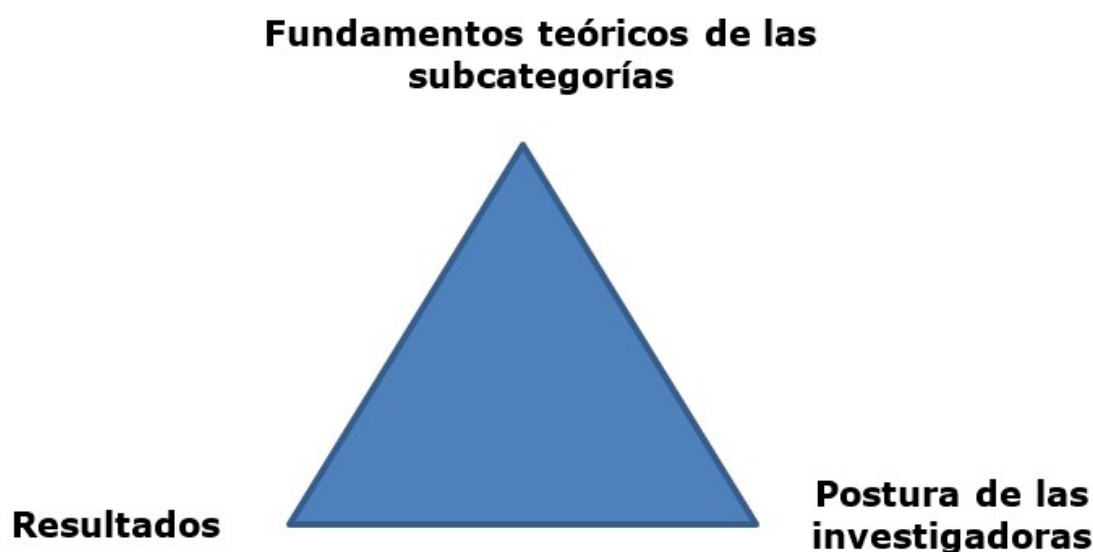 Fundamentos teóricos de las
subcategorías
Resultados
Postura de las
investigadoras